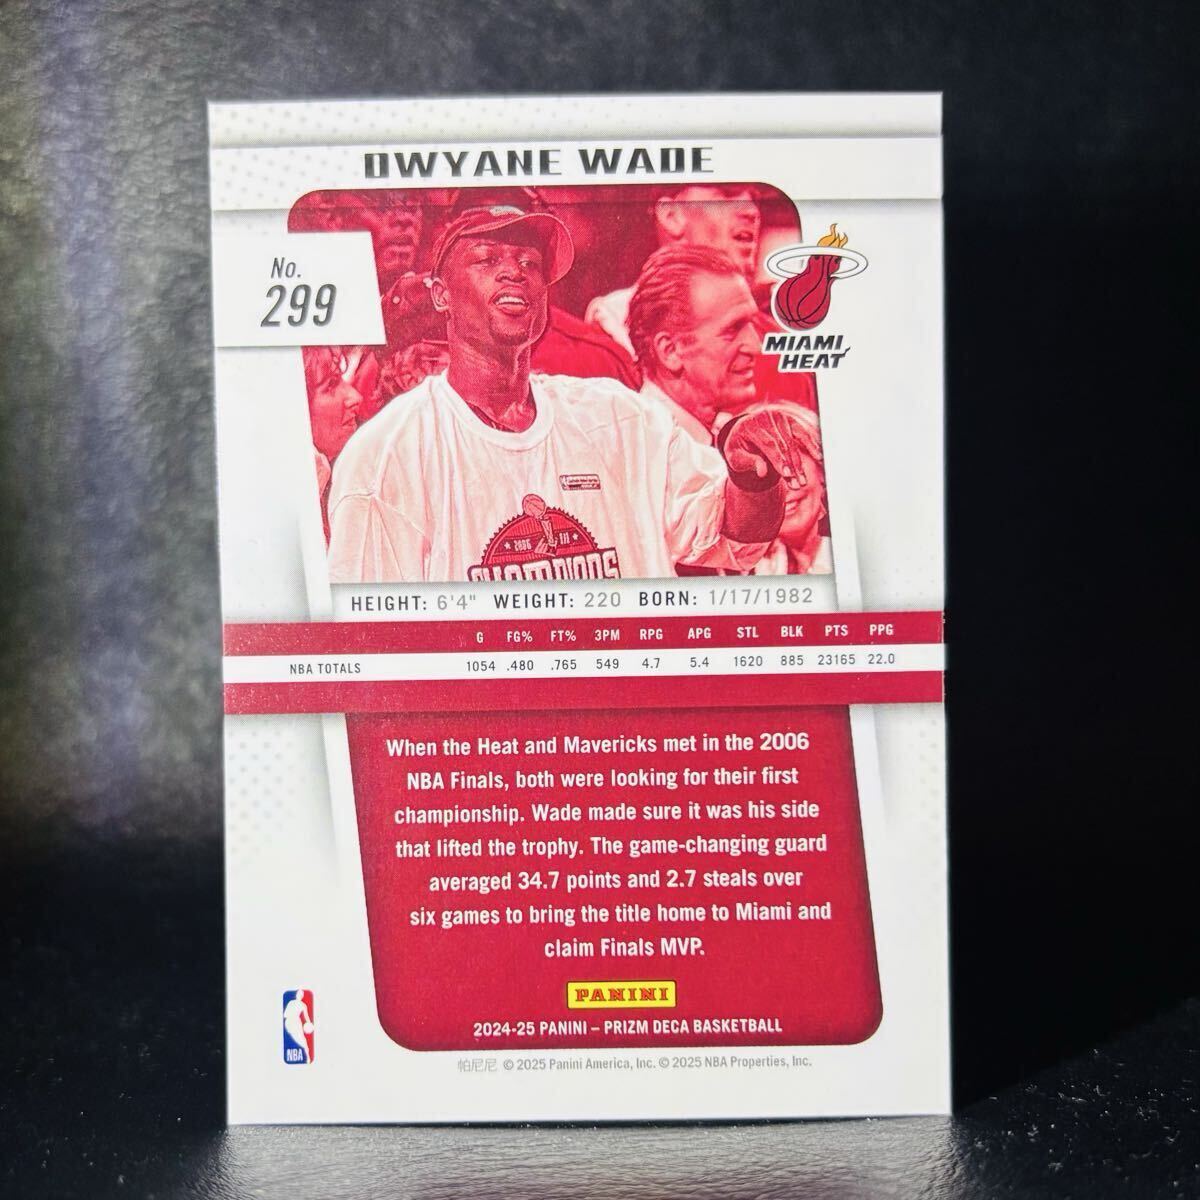 DWYANE WADE
No.
299
MIAMI
HEAT
2006
CHAMPIONS
HEIGHT: 6'4" WEIGHT: 220 BORN: 1/17/1982
G FG% FT% 3PM RPG APG STL BLK PTS PPG
NBA TOTALS 1054 .480 .765 549 4.7 5.4 1620 885 23165 22.0
When the Heat and Mavericks met in the 2006
NBA Finals, both were looking for their first
championship. Wade made sure it was his side
that lifted the trophy. The game-changing guard
averaged 34.7 points and 2.7 steals over
six games to bring the title home to Miami and
claim Finals MVP.
PANINI
2024-25 PANINI – PRIZM DECA BASKETBALL
NBA
帕尼尼 © 2025 Panini America, Inc. © 2025 NBA Properties, Inc.